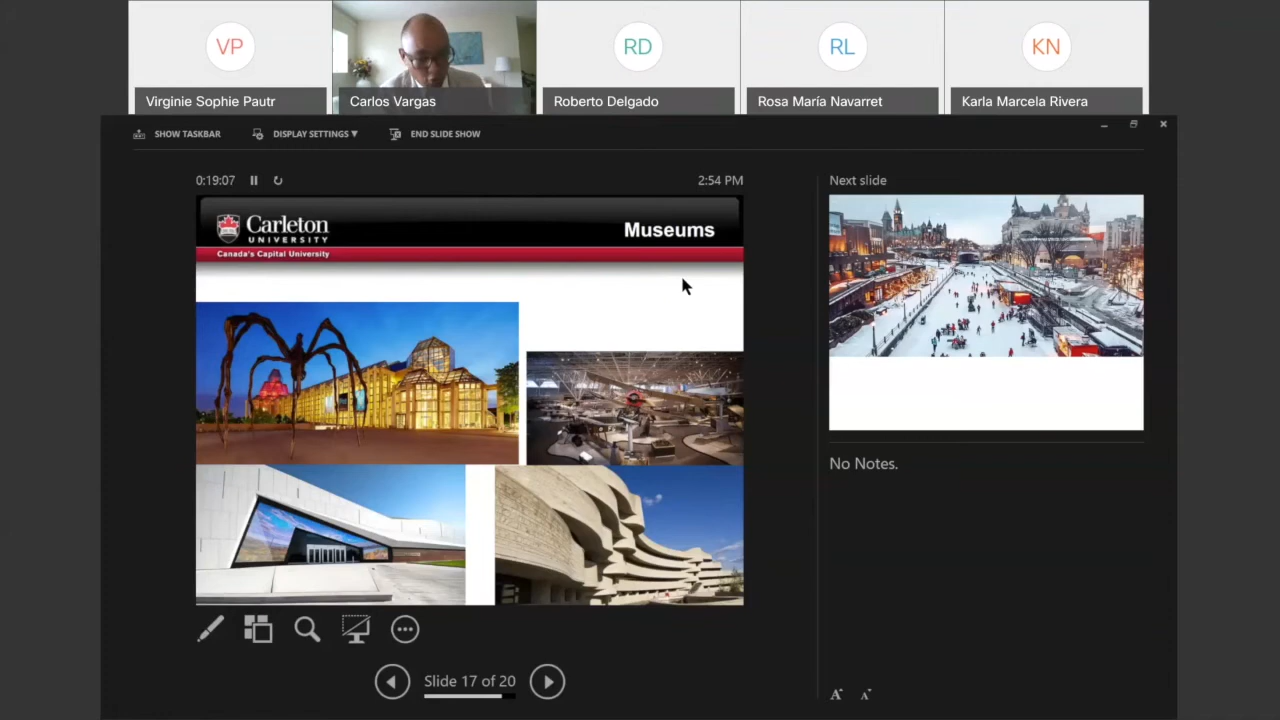 VP
RD
RL
KN
Virginie Sophie Pautr
Carlos Vargas
Roberto Delgado
Rosa María Navarret
Karla Marcela Rivera
SHOW TASKBAR
DISPLAY SETTINGS ▼
END SLIDE SHOW
0:19:07
2:54 PM
Next slide
Carleton
UNIVERSITY
Canada's Capital University
Museums
No Notes.
Slide 17 of 20
A A